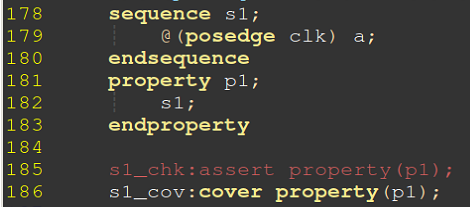 178 sequence s1;
179 @(posedge clk) a;
180 endsequence
181 property p1;
182 s1;
183 endproperty
184
185 s1_chk:assert property(p1);
186 s1_cov:cover property(p1);